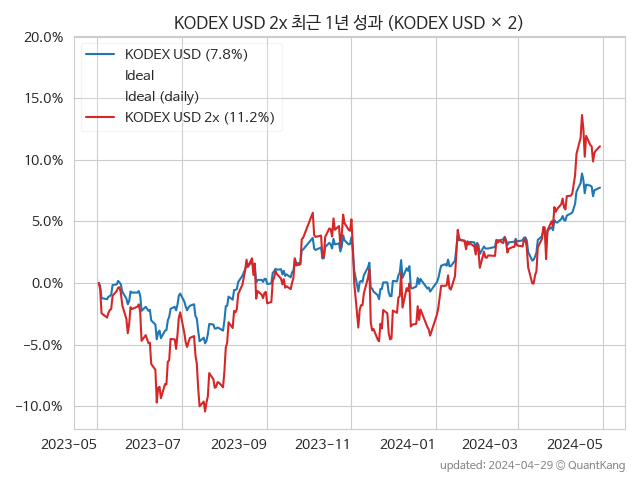 KODEX USD 2x 최근 1년 성과 (KODEX USD × 2)
20.0%
15.0%
10.0%
5.0%
0.0%
−5.0%
−10.0%
KODEX USD (7.8%)
Ideal
Ideal (daily)
KODEX USD 2x (11.2%)
2023-05
2023-07
2023-09
2023-11
2024-01
2024-03
2024-05
updated: 2024-04-29 © QuantKang